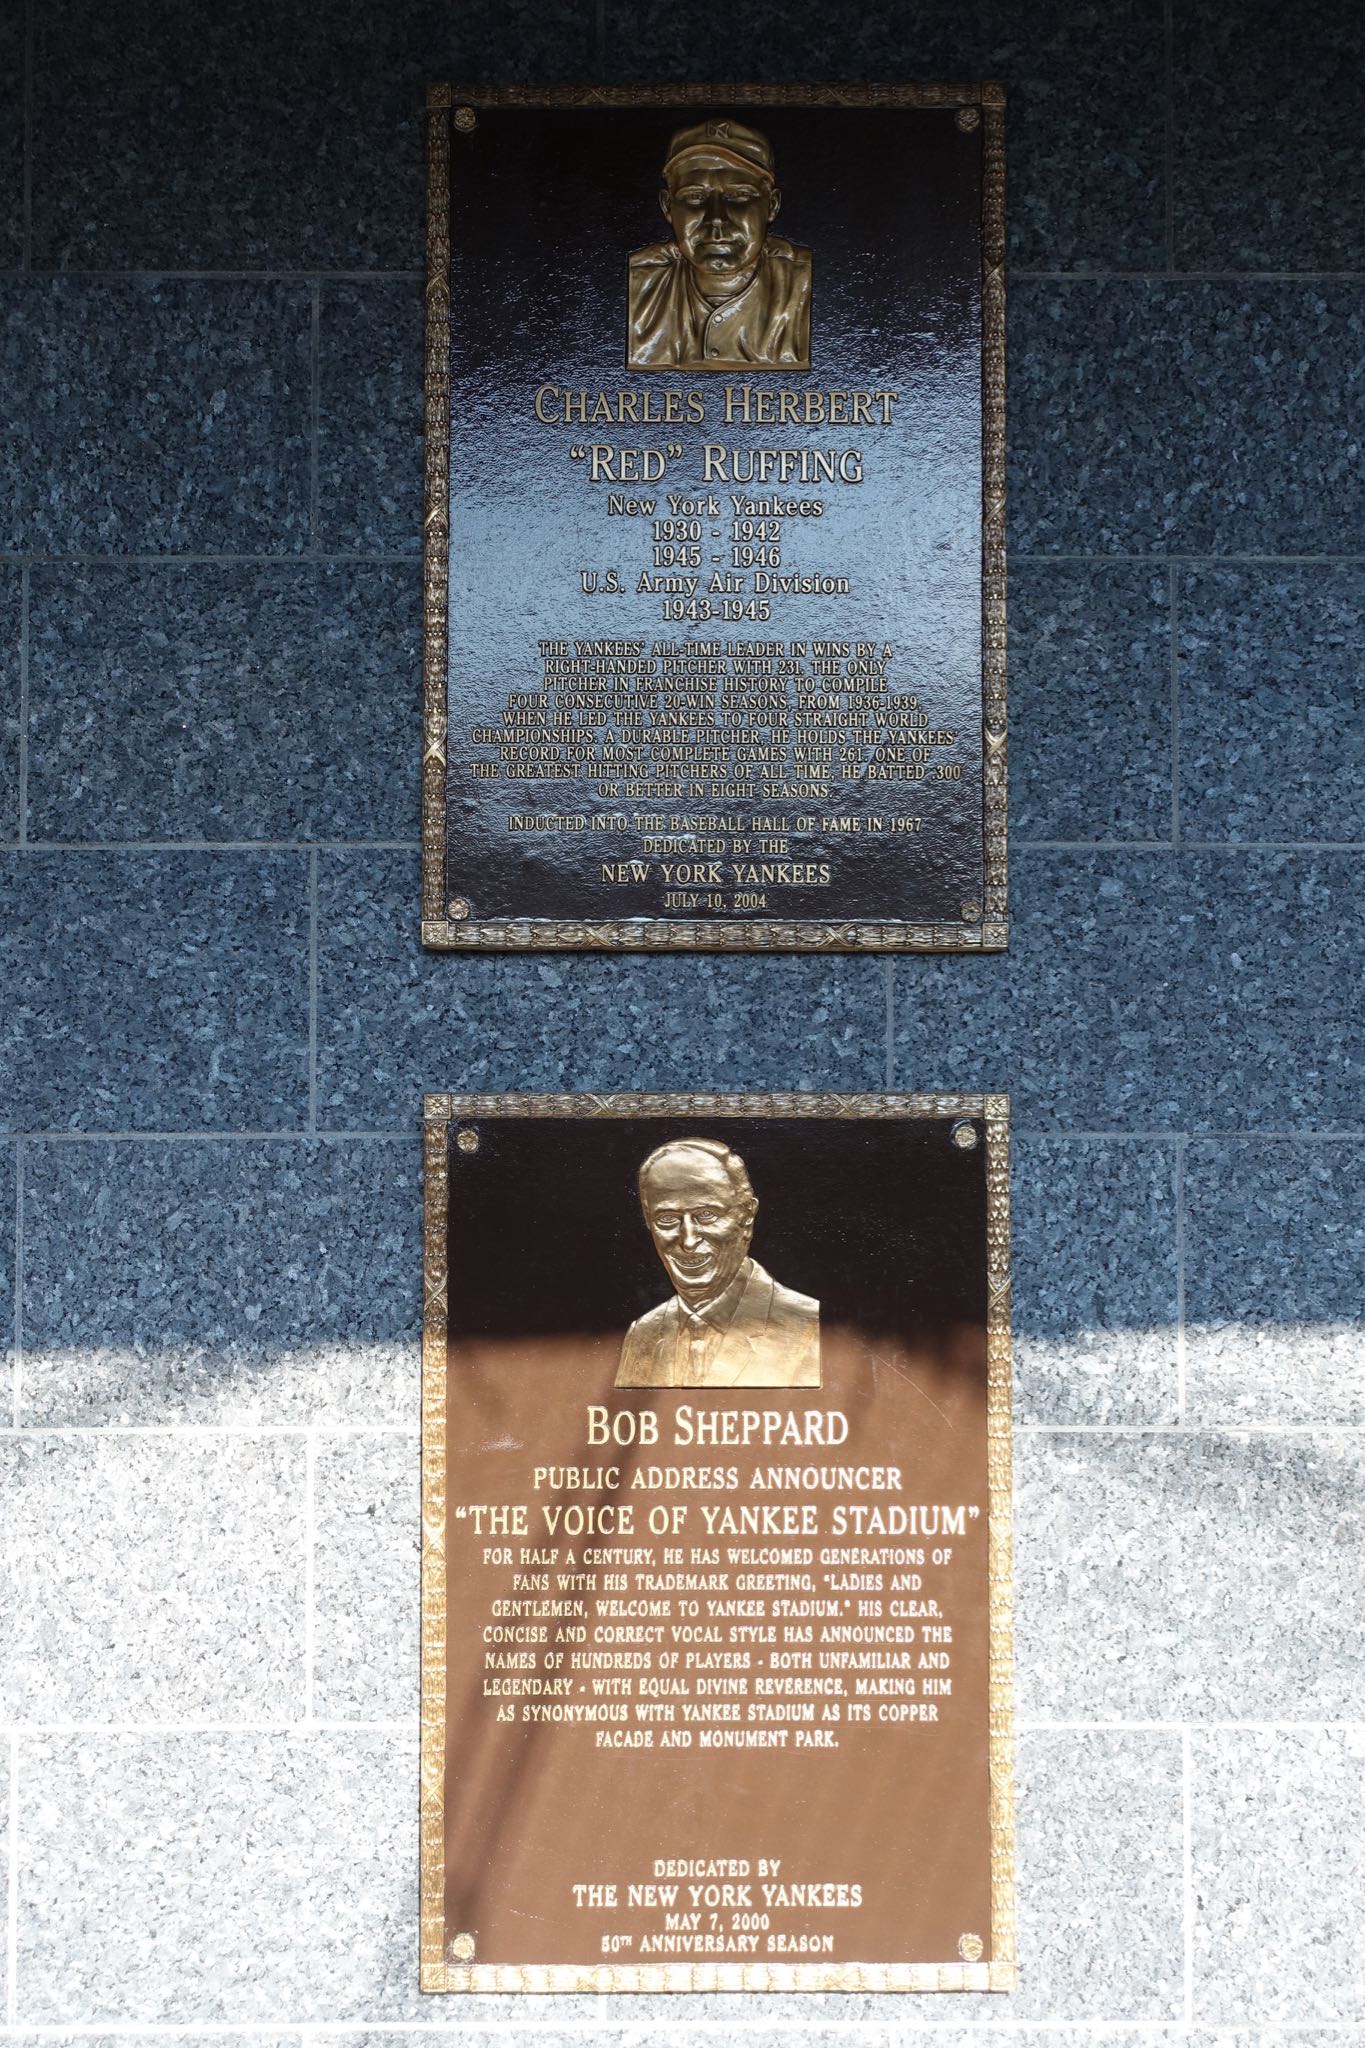 CHARLES HERBERT
"RED" RUFFING
New York Yankees
1930 - 1942
1945 - 1946
U.S. Army Air Division
1943-1945
THE YANKEES' ALL-TIME LEADER IN WINS BY A
RIGHT-HANDED PITCHER WITH 231. THE ONLY
PITCHER IN FRANCHISE HISTORY TO COMPILE
FOUR CONSECUTIVE 20-WIN SEASONS, FROM 1936-1939,
WHEN HE LED THE YANKEES TO FOUR STRAIGHT WORLD
CHAMPIONSHIPS. A DURABLE PITCHER, HE HOLDS THE YANKEES'
RECORD FOR MOST COMPLETE GAMES WITH 261. ONE OF
THE GREATEST HITTING PITCHERS OF ALL TIME, HE BATTED .300
OR BETTER IN EIGHT SEASONS.
INDUCTED INTO THE BASEBALL HALL OF FAME IN 1967
DEDICATED BY THE
NEW YORK YANKEES
JULY 10, 2004
BOB SHEPPARD
PUBLIC ADDRESS ANNOUNCER
"THE VOICE OF YANKEE STADIUM"
FOR HALF A CENTURY, HE HAS WELCOMED GENERATIONS OF
FANS WITH HIS TRADEMARK GREETING, "LADIES AND
GENTLEMEN, WELCOME TO YANKEE STADIUM." HIS CLEAR,
CONCISE AND CORRECT VOCAL STYLE HAS ANNOUNCED THE
NAMES OF HUNDREDS OF PLAYERS - BOTH UNFAMILIAR AND
LEGENDARY - WITH EQUAL DIVINE REVERENCE, MAKING HIM
AS SYNONYMOUS WITH YANKEE STADIUM AS ITS COPPER
FACADE AND MONUMENT PARK.
DEDICATED BY
THE NEW YORK YANKEES
MAY 7, 2000
50TH ANNIVERSARY SEASON